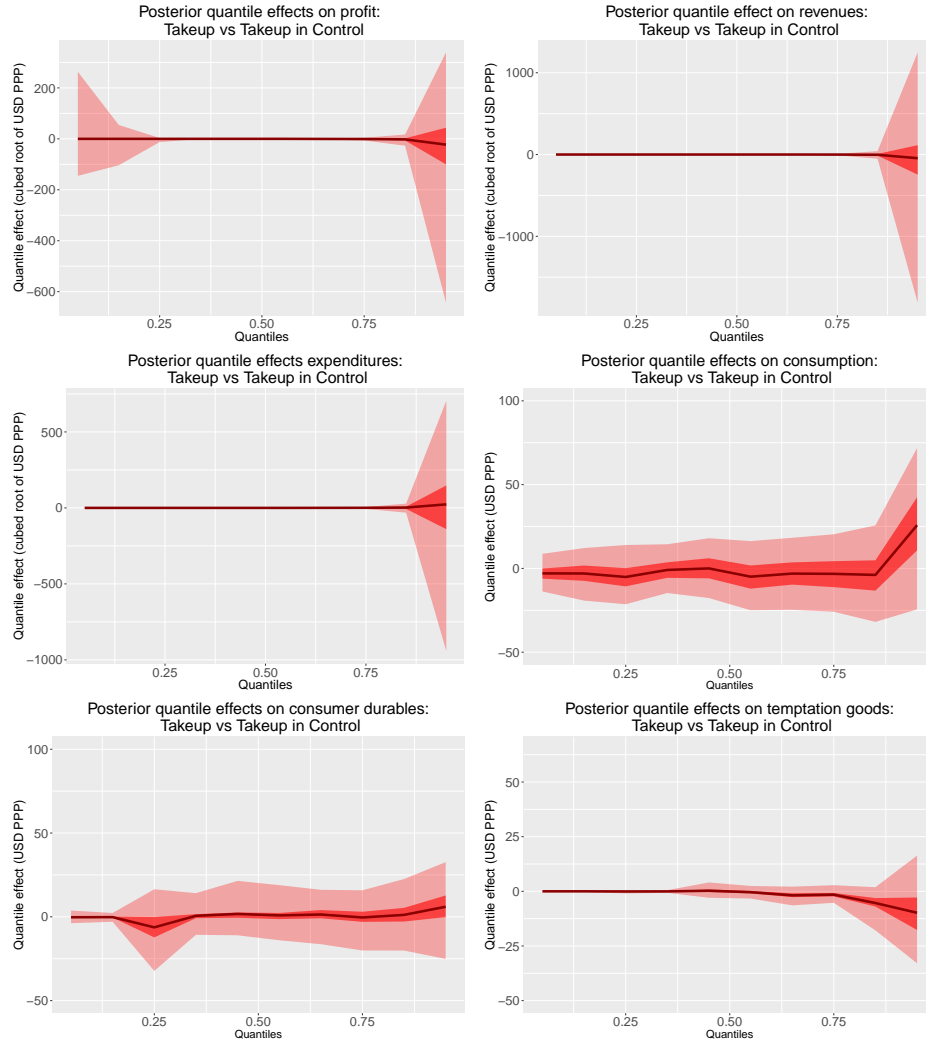 Posterior quantile effects on profit:
Takeup vs Takeup in Control
Quantile effect (cubed root of USD PPP)
200
0
−200
−400
−600
0.25
0.50
0.75
Quantiles
Posterior quantile effect on revenues:
Takeup vs Takeup in Control
Quantile effect (cubed root of USD PPP)
1000
0
−1000
0.25
0.50
0.75
Quantiles
Posterior quantile effects expenditures:
Takeup vs Takeup in Control
Quantile effect (cubed root of USD PPP)
500
0
−500
−1000
0.25
0.50
0.75
Quantiles
Posterior quantile effects on consumption:
Takeup vs Takeup in Control
Quantile effect (USD PPP)
100
50
0
−50
0.25
0.50
0.75
Quantiles
Posterior quantile effects on consumer durables:
Takeup vs Takeup in Control
Quantile effect (USD PPP)
100
50
0
−50
0.25
0.50
0.75
Quantiles
Posterior quantile effects on temptation goods:
Takeup vs Takeup in Control
Quantile effect (USD PPP)
50
25
0
−25
−50
0.25
0.50
0.75
Quantiles